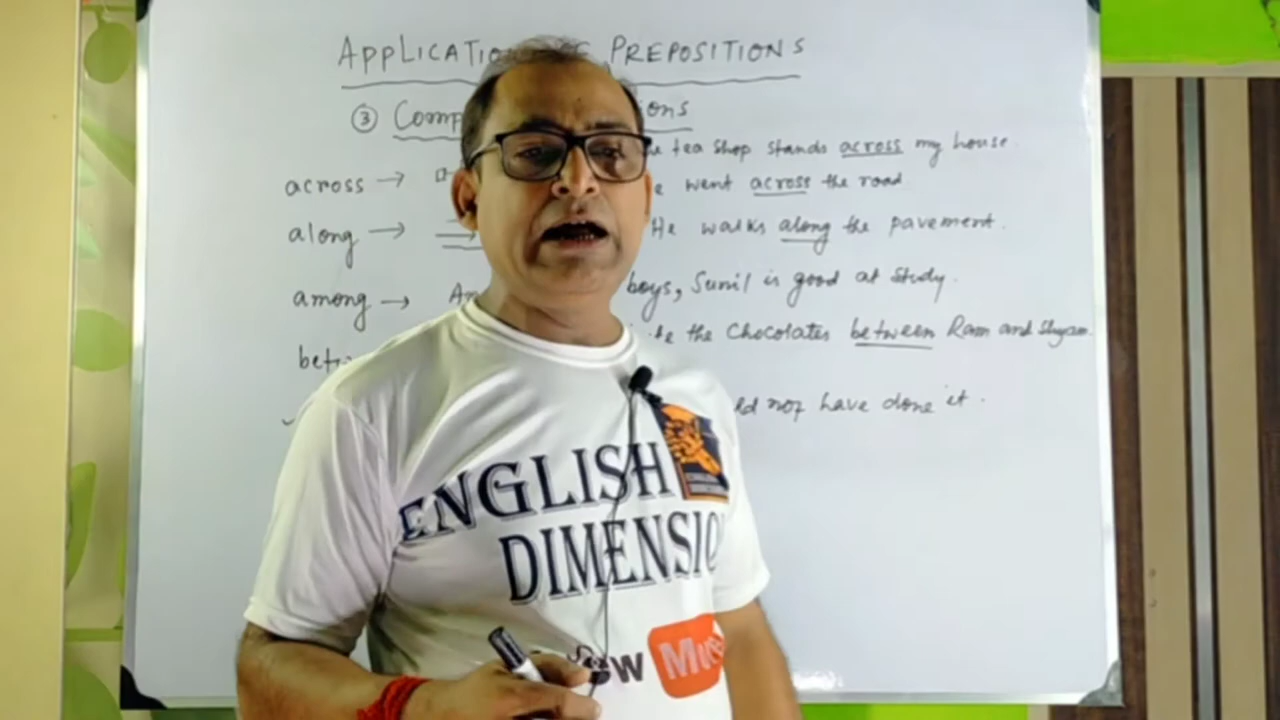 APPLICATIO PREPOSITIONS
③ Comp ons
tea shop stands across my house.
across → went across the road
along → He walks along the pavement.
among → boys, Sunil is good at study.
betw the Chocolates between Ram and Shyam.
ld not have done it.
ENGLISH
DIMENSIO